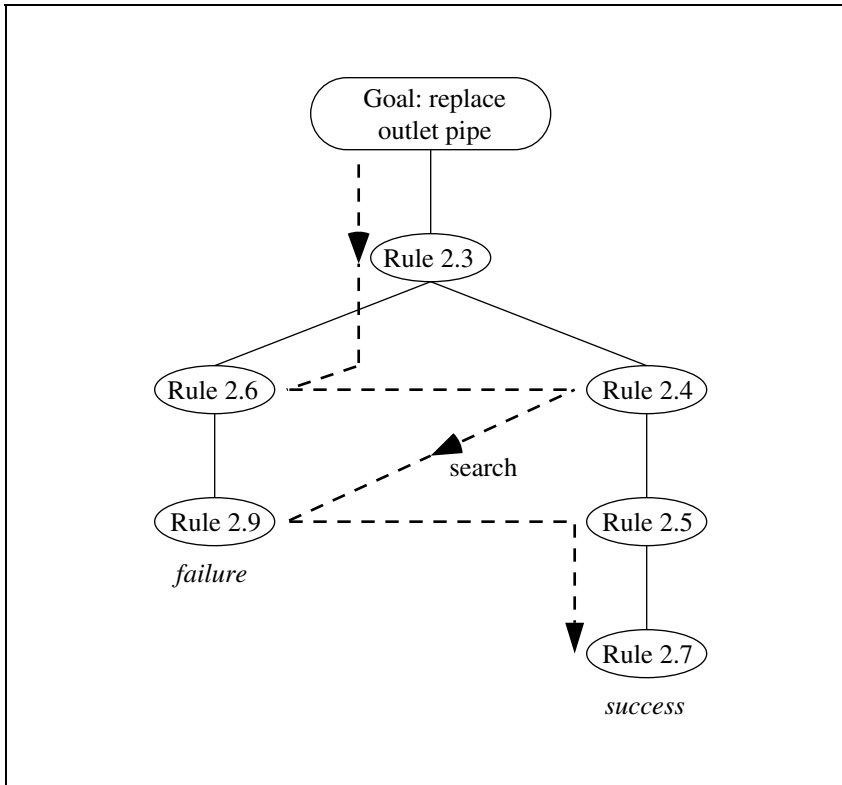 Goal: replace
outlet pipe
Rule 2.3
Rule 2.6
Rule 2.4
search
Rule 2.9
Rule 2.5
failure
Rule 2.7
success